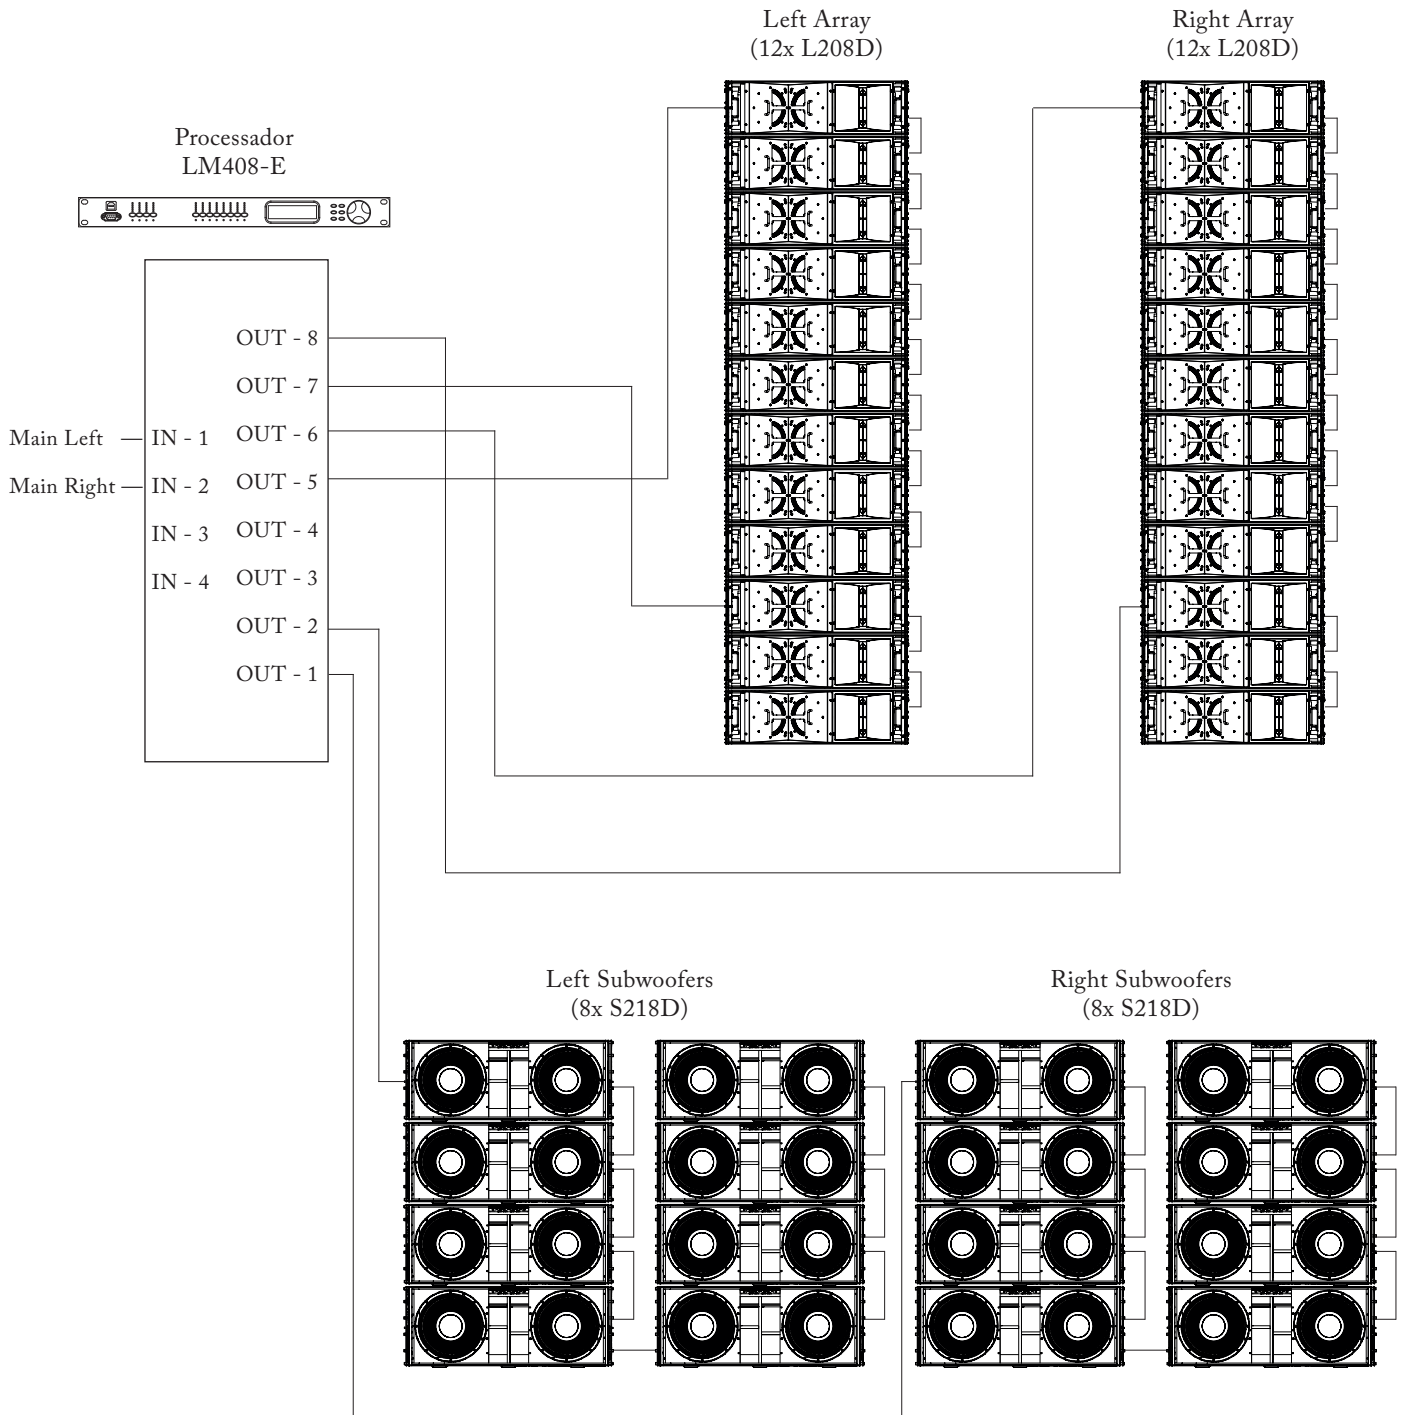 Left Array
(12x L208D)
Right Array
(12x L208D)
Processador
LM408-E
OUT - 8
OUT - 7
Main Left
IN - 1
OUT - 6
Main Right
IN - 2
OUT - 5
IN - 3
OUT - 4
IN - 4
OUT - 3
OUT - 2
OUT - 1
Left Subwoofers
(8x S218D)
Right Subwoofers
(8x S218D)